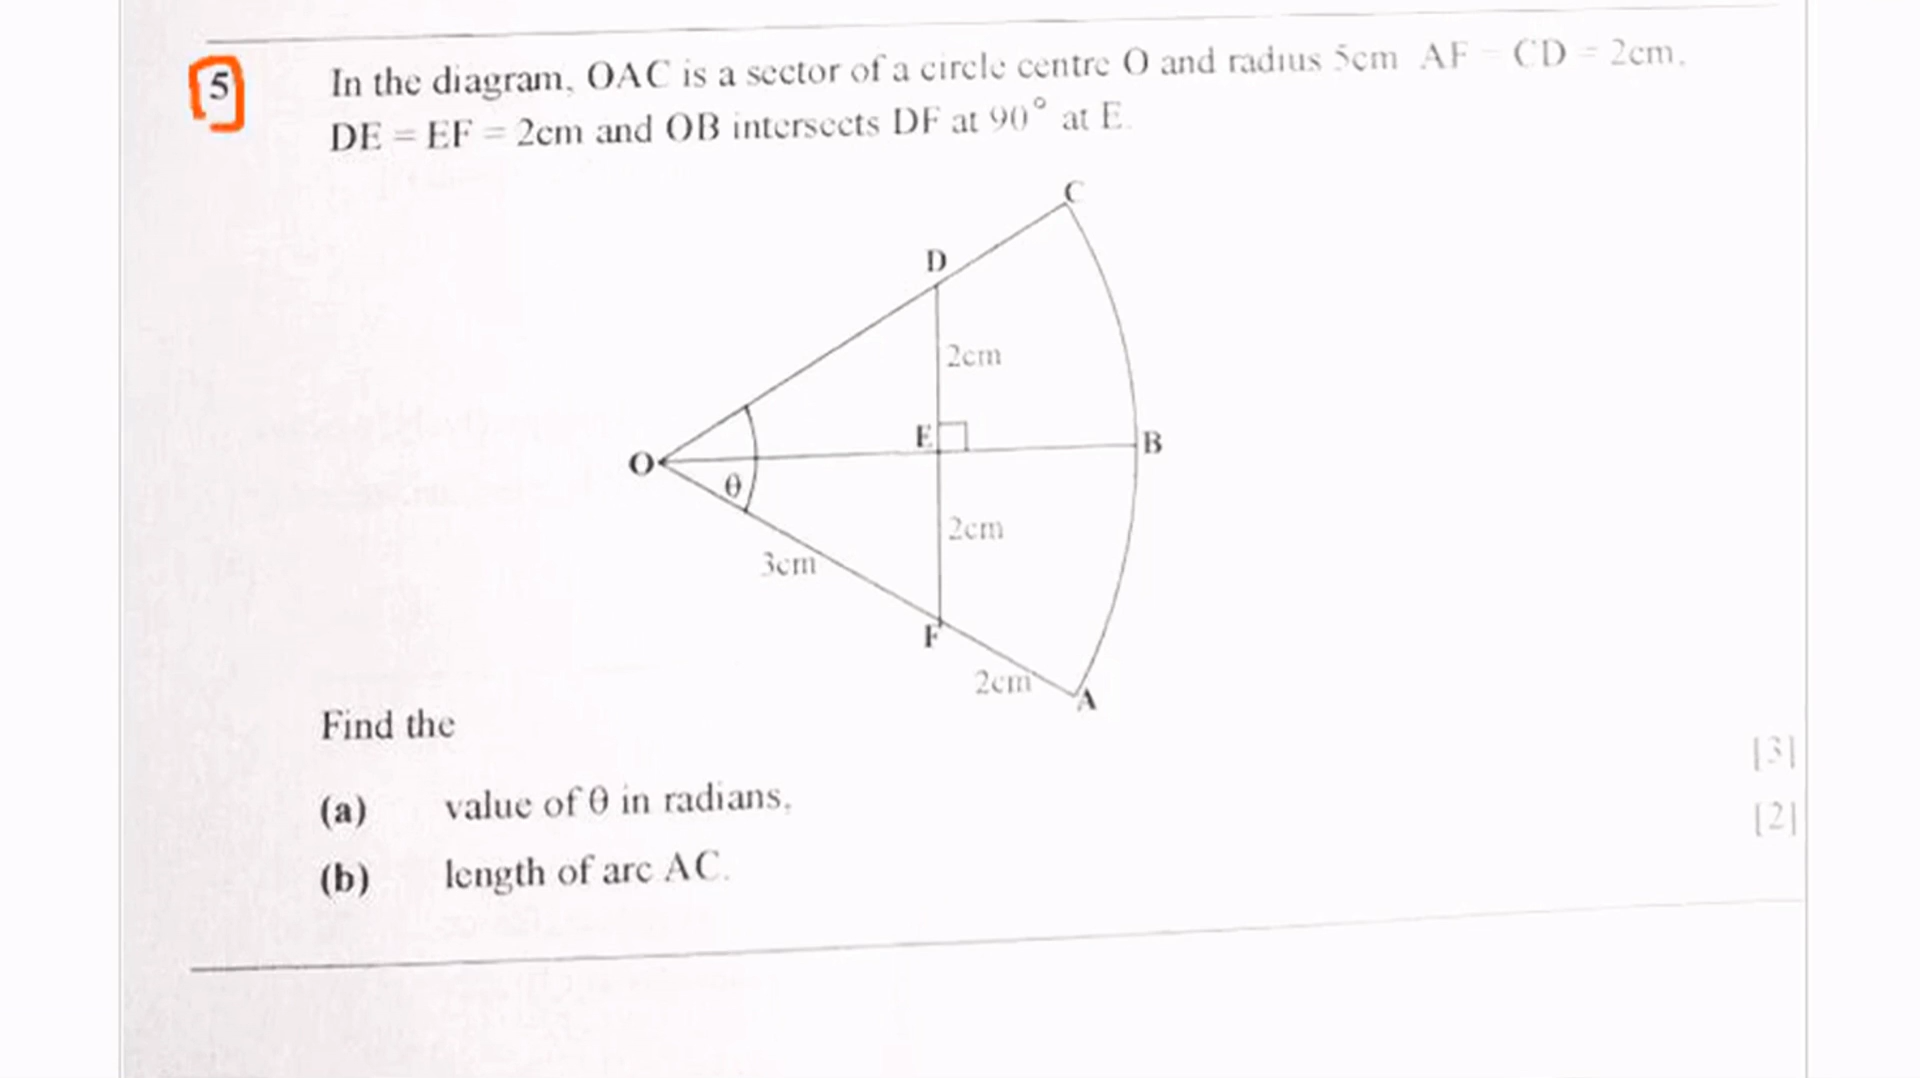 5 In the diagram, OAC is a sector of a circle centre O and radius 5cm AF = CD = 2cm,
DE = EF = 2cm and OB intersects DF at 90° at E.
C
D
2cm
E
B
O
θ
2cm
3cm
F
2cm
A
Find the
[3]
(a) value of θ in radians,
[2]
(b) length of arc AC.